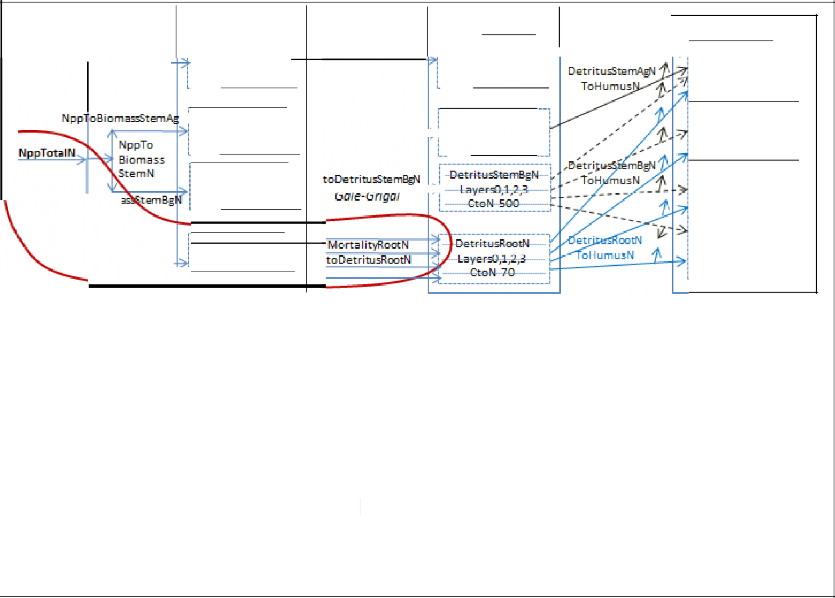 DetritusStemAgN
ToHumusN
NppToBiomassStemAg
NppTotalN
NppTo
Biomass
StemN
assStemBgN
toDetritusStemBgN
Gale-Grigal
DetritusStemBgN
Layers0,1,2,3
CtoN 500
DetritusStemBgN
ToHumusN
MortalityRootN
toDetritusRootN
DetritusRootN
Layers0,1,2,3
CtoN 70
DetritusRootN
ToHumusN